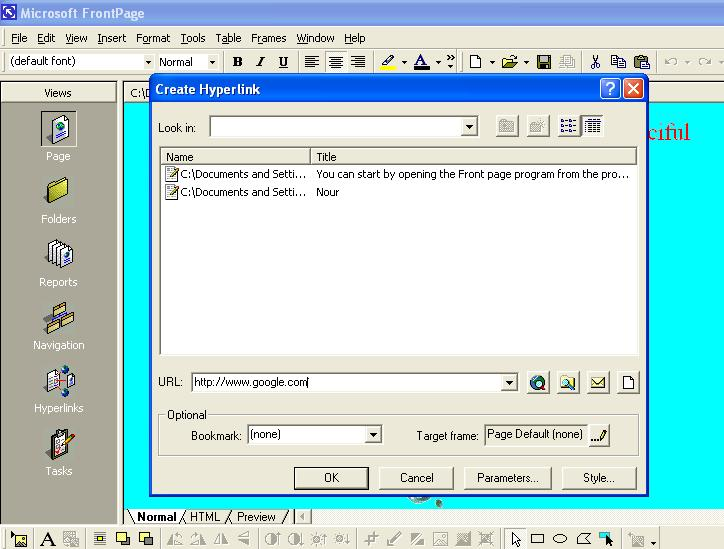 Microsoft FrontPage
File Edit View Insert Format Tools Table Frames Window Help
(default font) Normal B I U A
Views
C:\D
Create Hyperlink
Look in:
ciful
Name Title
C:\Documents and Setti... You can start by opening the Front page program from the pro...
C:\Documents and Setti... Nour
Page
Folders
Reports
Navigation
Hyperlinks
Tasks
URL: http://www.google.com
Optional
Bookmark: (none) Target frame: Page Default (none)
OK Cancel Parameters... Style...
Normal HTML Preview
A